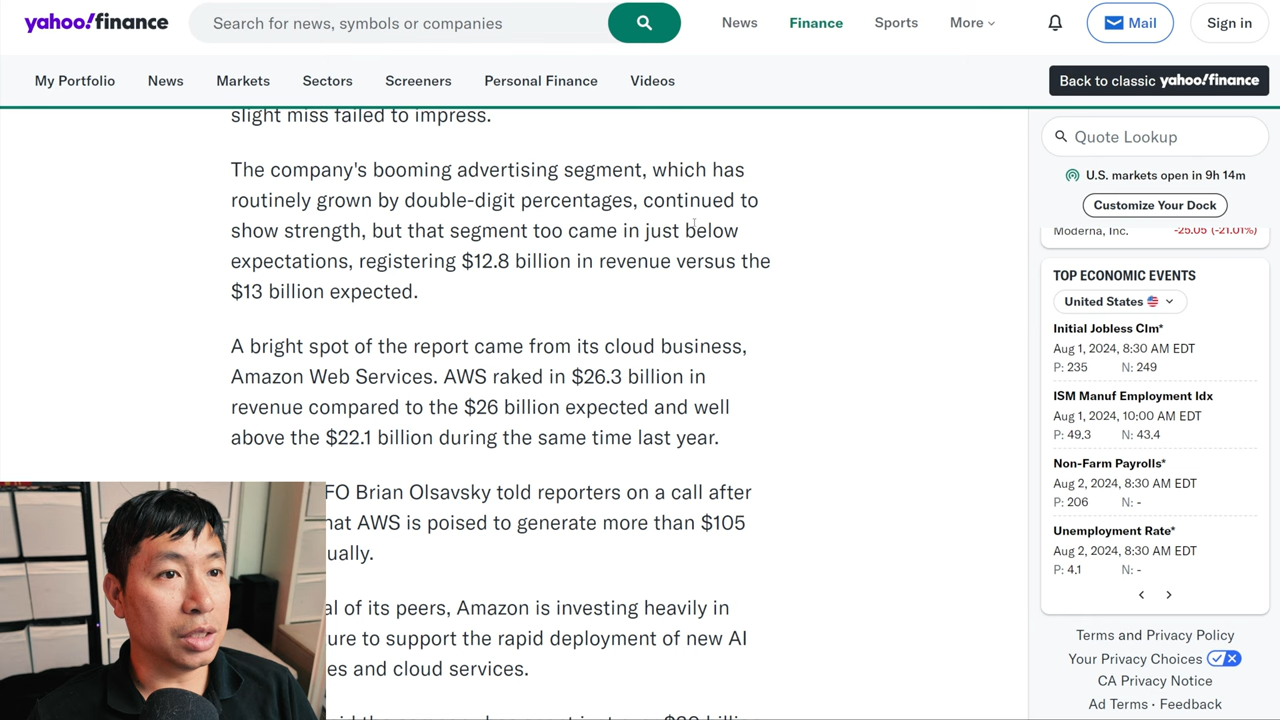 yahoo!finance
Search for news, symbols or companies
News
Finance
Sports
More
Mail
Sign in
My Portfolio
News
Markets
Sectors
Screeners
Personal Finance
Videos
Back to classic yahoo!finance
slight miss failed to impress.
The company's booming advertising segment, which has
routinely grown by double-digit percentages, continued to
show strength, but that segment too came in just below
expectations, registering $12.8 billion in revenue versus the
$13 billion expected.
A bright spot of the report came from its cloud business,
Amazon Web Services. AWS raked in $26.3 billion in
revenue compared to the $26 billion expected and well
above the $22.1 billion during the same time last year.
FO Brian Olsavsky told reporters on a call after
hat AWS is poised to generate more than $105
ually.
al of its peers, Amazon is investing heavily in
ure to support the rapid deployment of new AI
es and cloud services.
Quote Lookup
U.S. markets open in 9h 14m
Customize Your Dock
Moderna, Inc. -25.05 (-21.01%)
TOP ECONOMIC EVENTS
United States
Initial Jobless Clm*
Aug 1, 2024, 8:30 AM EDT
P: 235 N: 249
ISM Manuf Employment Idx
Aug 1, 2024, 10:00 AM EDT
P: 49.3 N: 43.4
Non-Farm Payrolls*
Aug 2, 2024, 8:30 AM EDT
P: 206 N: -
Unemployment Rate*
Aug 2, 2024, 8:30 AM EDT
P: 4.1 N: -
Terms and Privacy Policy
Your Privacy Choices
CA Privacy Notice
Ad Terms · Feedback